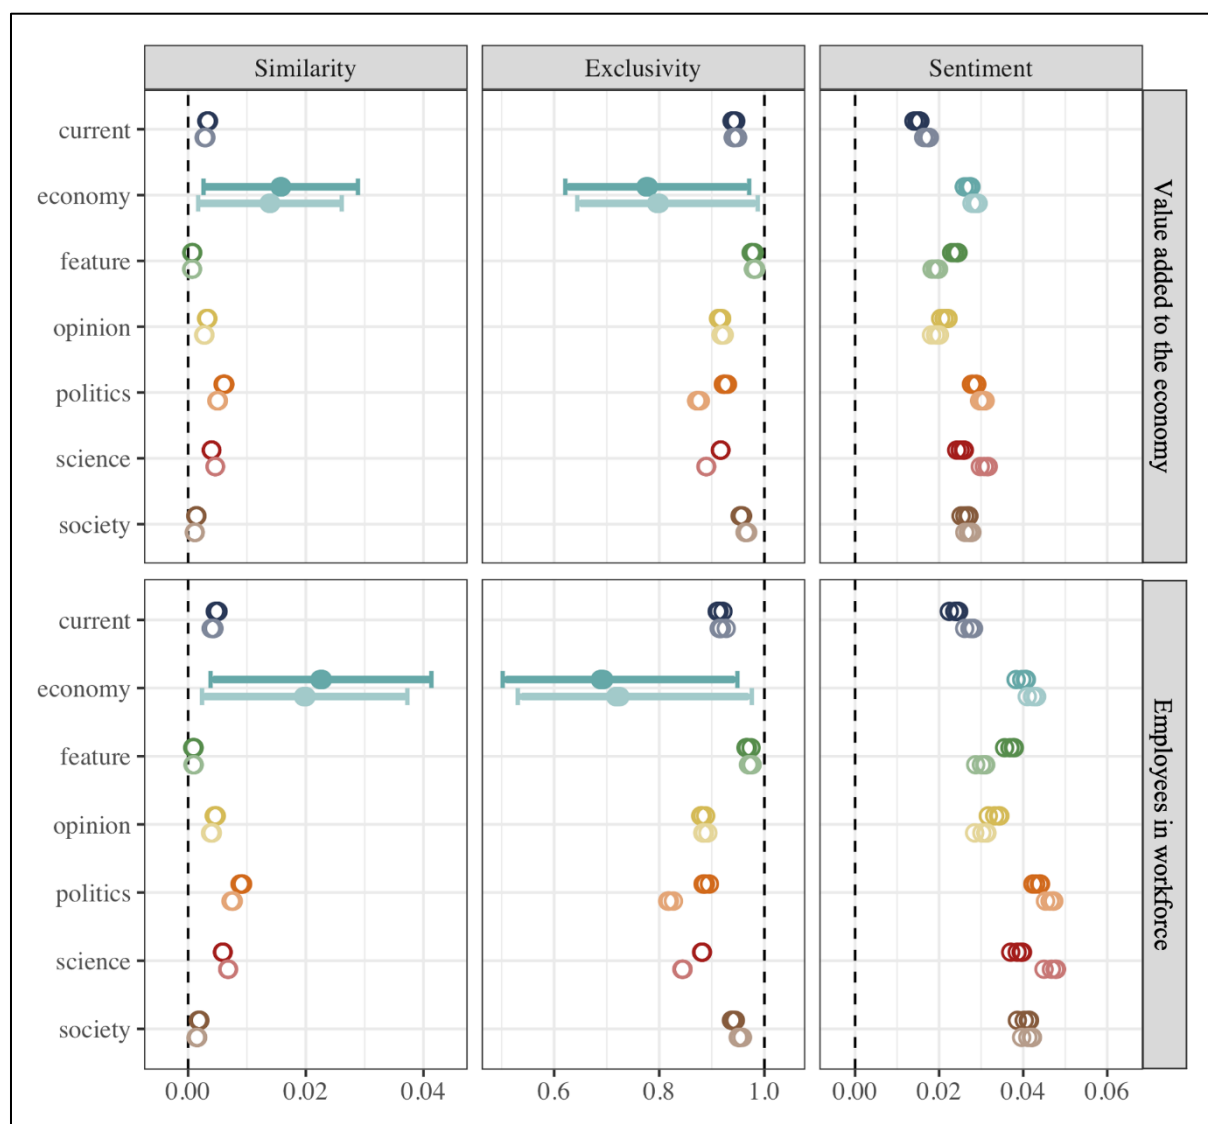 Similarity Exclusivity Sentiment
current
economy
feature
opinion
politics
science
society
Value added to the economy
current
economy
feature
opinion
politics
science
society
Employees in workforce
0.00 0.02 0.04 0.6 0.8 1.0 0.00 0.02 0.04 0.06